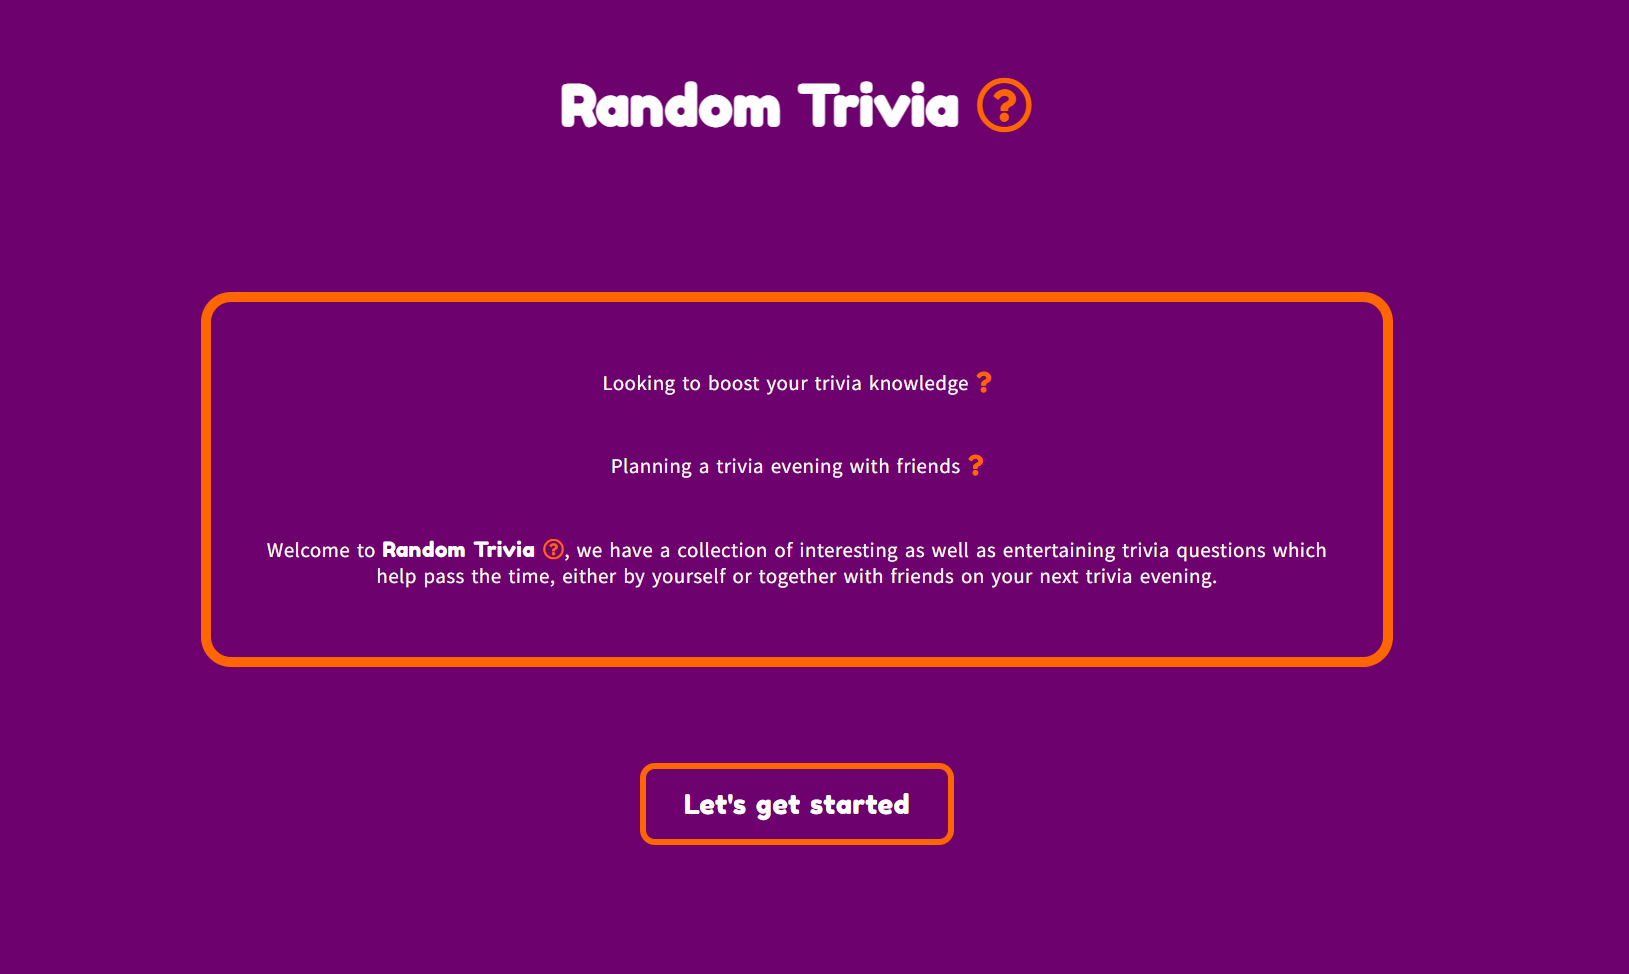 Random Trivia ?
Looking to boost your trivia knowledge ?
Planning a trivia evening with friends ?
Welcome to Random Trivia ?, we have a collection of interesting as well as entertaining trivia questions which
help pass the time, either by yourself or together with friends on your next trivia evening.
Let's get started